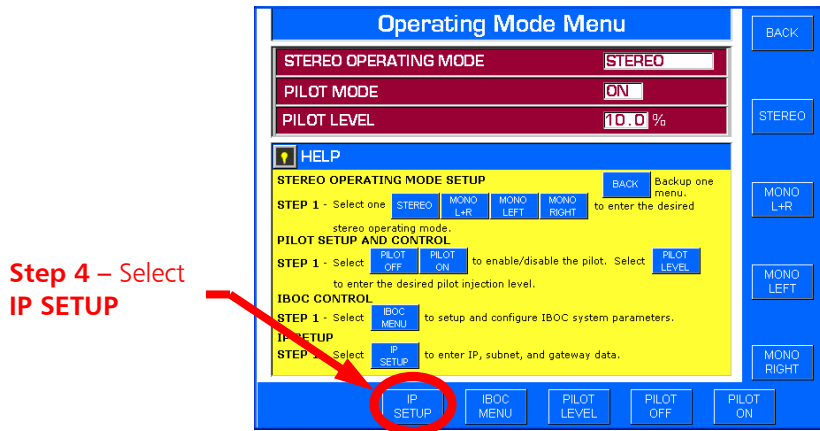 Operating Mode Menu
BACK
STEREO OPERATING MODE STEREO
PILOT MODE ON
PILOT LEVEL 10.0 %
STEREO
HELP
STEREO OPERATING MODE SETUP BACK Backup one menu.
STEP 1 - Select one STEREO MONO L+R MONO LEFT MONO RIGHT to enter the desired
stereo operating mode.
MONO L+R
PILOT SETUP AND CONTROL
STEP 1 - Select PILOT OFF PILOT ON to enable/disable the pilot. Select PILOT LEVEL
to enter the desired pilot injection level.
MONO LEFT
IBOC CONTROL
STEP 1 - Select IBOC MENU to setup and configure IBOC system parameters.
IP SETUP
STEP 1 - Select IP SETUP to enter IP, subnet, and gateway data.
MONO RIGHT
Step 4 – Select
IP SETUP
IP SETUP IBOC MENU PILOT LEVEL PILOT OFF PILOT ON